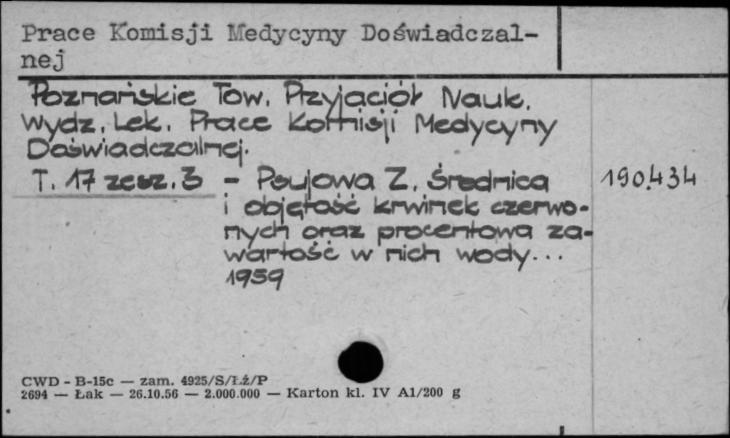 Prace Komisji Medycyny Doświadczal-
nej
Poznańskie Tow. Przyjaciół Nauk.
Wydz. Lek. Prace Komisji Medycyny
Doświadczalnej.
T. 17 zesz. 3 - Psujowa Z. Średnica 190.434
i objętość krwinek czerwo-
nych oraz procentowa za-
wartość w nich wody...
1959
CWD - B-15c — zam. 4925/S/Łż/P
2694 — Łak — 26.10.56 — 2.000.000 — Karton kl. IV A1/200 g